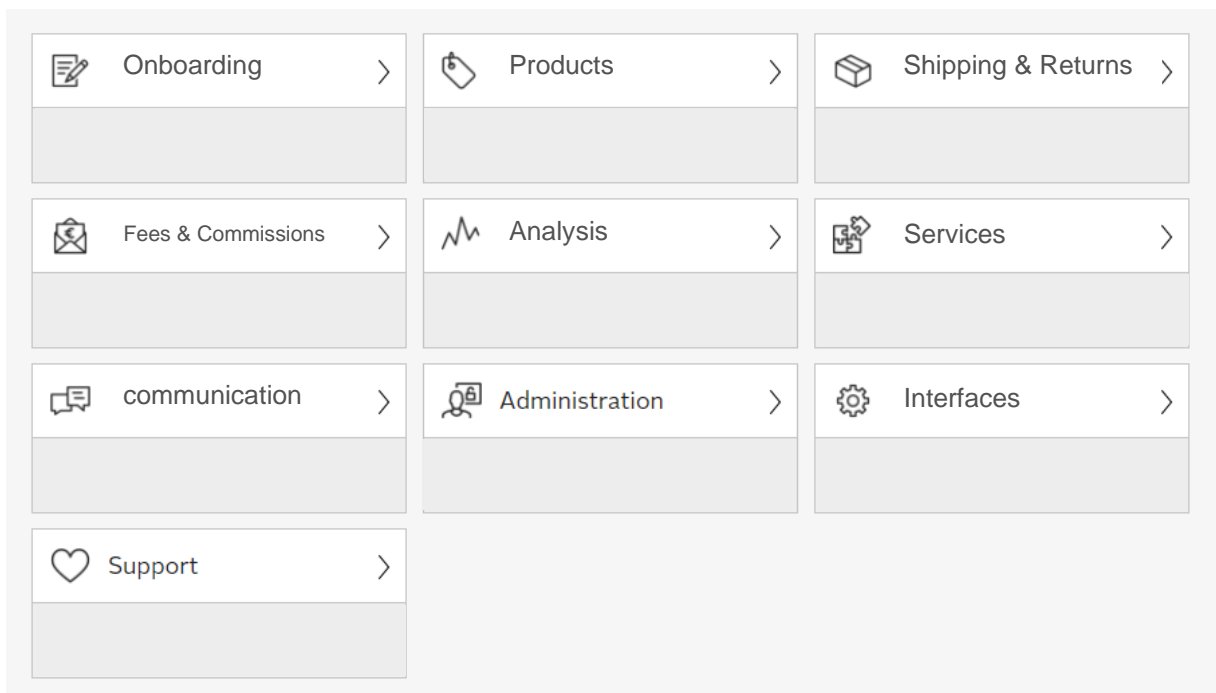 Onboarding
Products
Shipping & Returns
Fees & Commissions
Analysis
Services
communication
Administration
Interfaces
Support